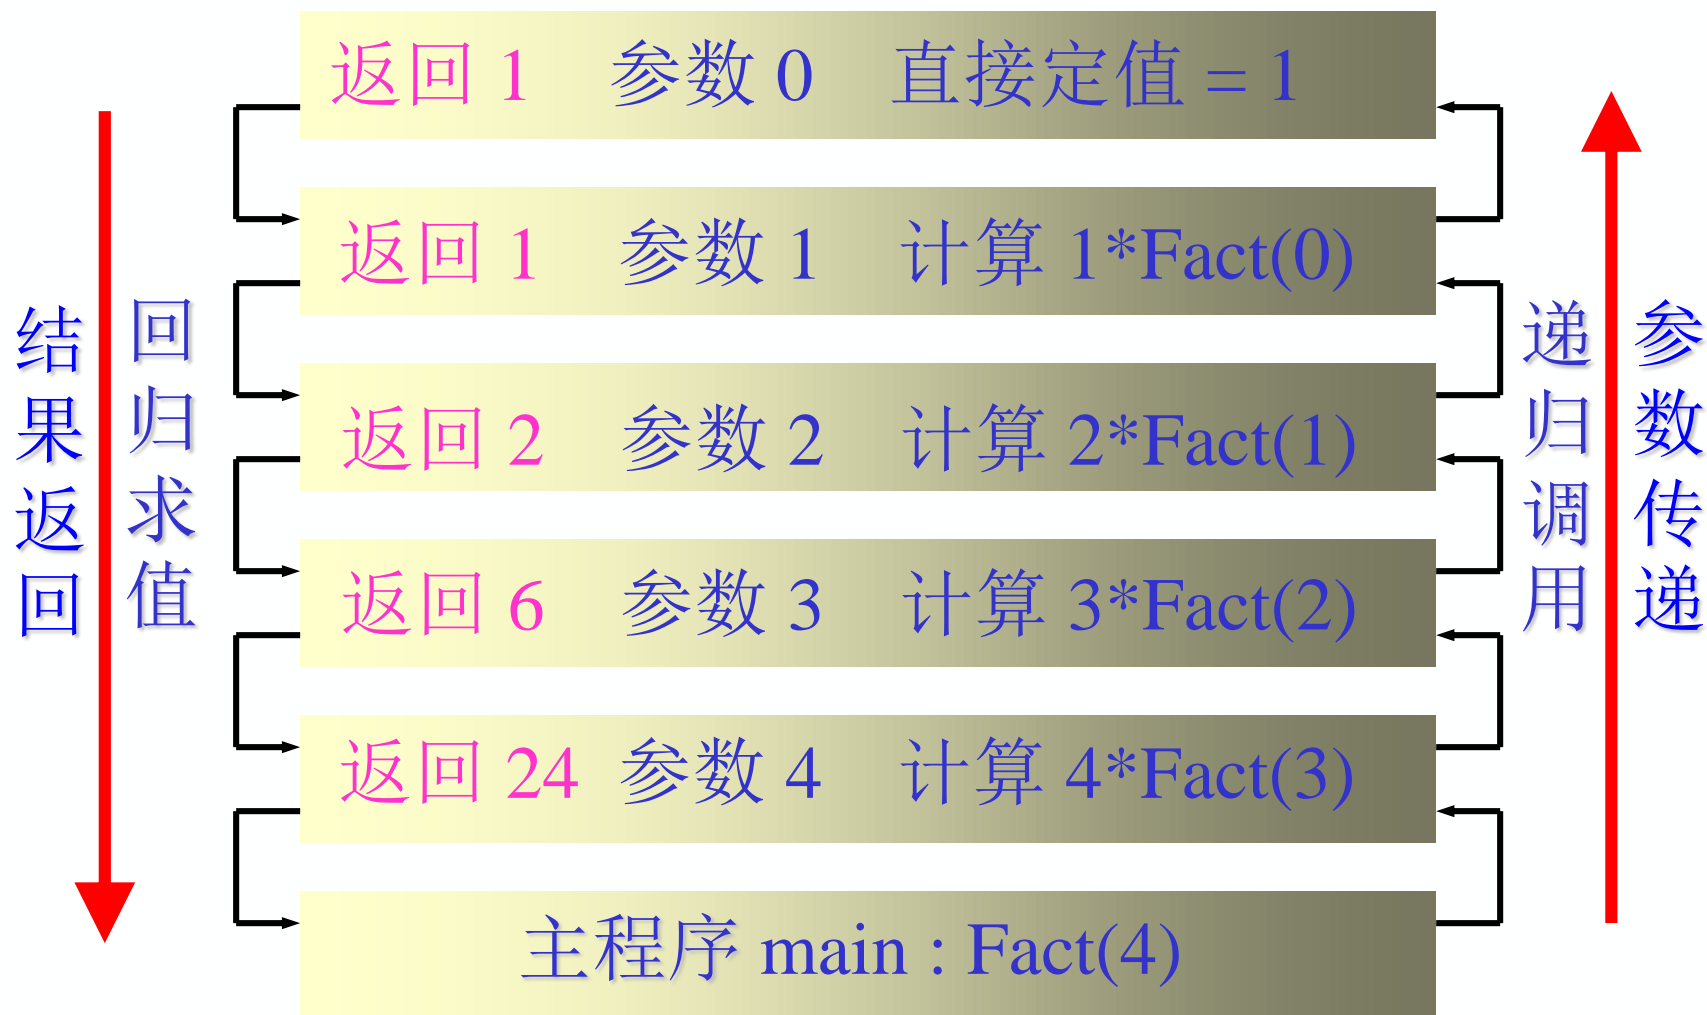 返回 1 参数 0 直接定值 = 1
返回 1 参数 1 计算 1*Fact(0)
返回 2 参数 2 计算 2*Fact(1)
返回 6 参数 3 计算 3*Fact(2)
返回 24 参数 4 计算 4*Fact(3)
主程序 main : Fact(4)
结果返回
回归求值
递归调用
参数传递